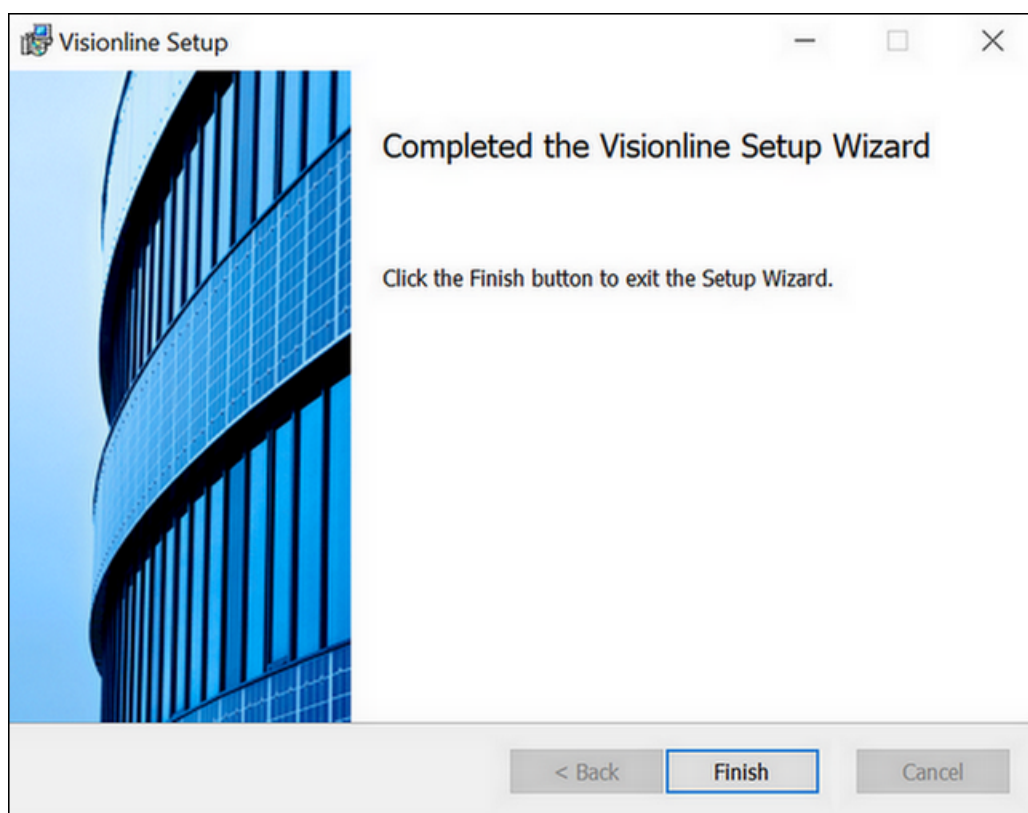 Visionline Setup
Completed the Visionline Setup Wizard
Click the Finish button to exit the Setup Wizard.
< Back
Finish
Cancel